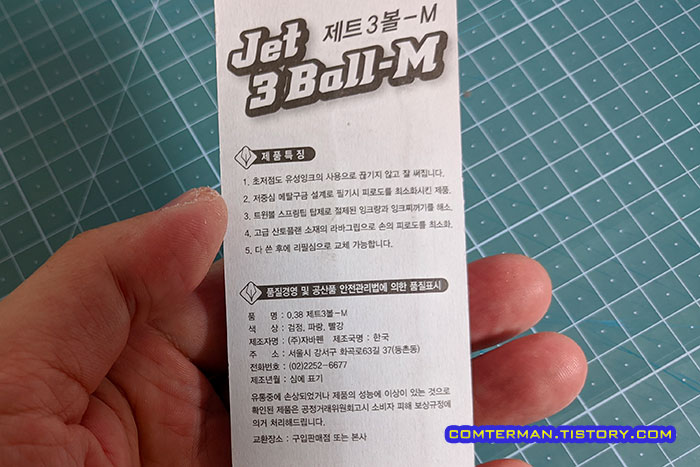 Jet 제트3볼-M
3 Ball-M
제품특징
1. 초저점도 유성잉크의 사용으로 끊기지 않고 잘 써집니다.
2. 저중심 메탈구금 설계로 필기시 피로도를 최소화시킨 제품.
3. 트윈볼 스프링팁 탑제로 절제된 잉크량과 잉크찌꺼기를 해소.
4. 고급 산토플랜 소재의 라바그립으로 손의 피로도를 최소화.
5. 다 쓴 후에 리필심으로 교체 가능합니다.
품질경영 및 공산품 안전관리법에 의한 품질표시
품 명 : 0.38 제트3볼-M
색 상 : 검정, 파랑, 빨강
제조자명 : (주)자바펜 제조국명 : 한국
주 소 : 서울시 강서구 화곡로63길 37(등촌동)
전화번호 : (02)2252-6677
제조년월 : 심에 표기
유통중에 손상되었거나 제품의 성능에 이상이 있는 것으로
확인된 제품은 공정거래위원회고시 소비자 피해 보상규정에
의거 처리해드립니다.
교환장소 : 구입판매점 또는 본사
COMTERMAN.TISTORY.COM